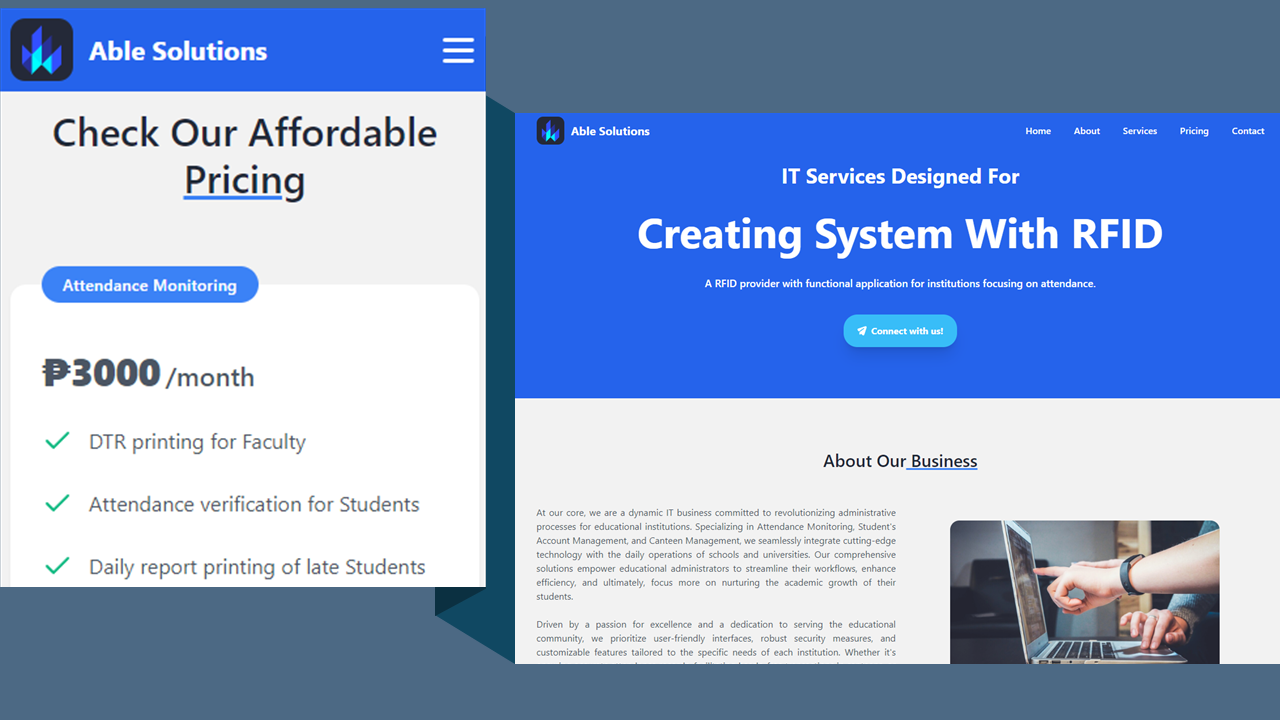 Able Solutions
Check Our Affordable
Pricing
Attendance Monitoring
₱3000 /month
DTR printing for Faculty
Attendance verification for Students
Daily report printing of late Students
Able Solutions
Home About Services Pricing Contact
IT Services Designed For
Creating System With RFID
A RFID provider with functional application for institutions focusing on attendance.
Connect with us!
About Our Business
At our core, we are a dynamic IT business committed to revolutionizing administrative
processes for educational institutions. Specializing in Attendance Monitoring, Student's
Account Management, and Canteen Management, we seamlessly integrate cutting-edge
technology with the daily operations of schools and universities. Our comprehensive
solutions empower educational administrators to streamline their workflows, enhance
efficiency, and ultimately, focus more on nurturing the academic growth of their
students.
Driven by a passion for excellence and a dedication to serving the educational
community, we prioritize user-friendly interfaces, robust security measures, and
customizable features tailored to the specific needs of each institution. Whether it's